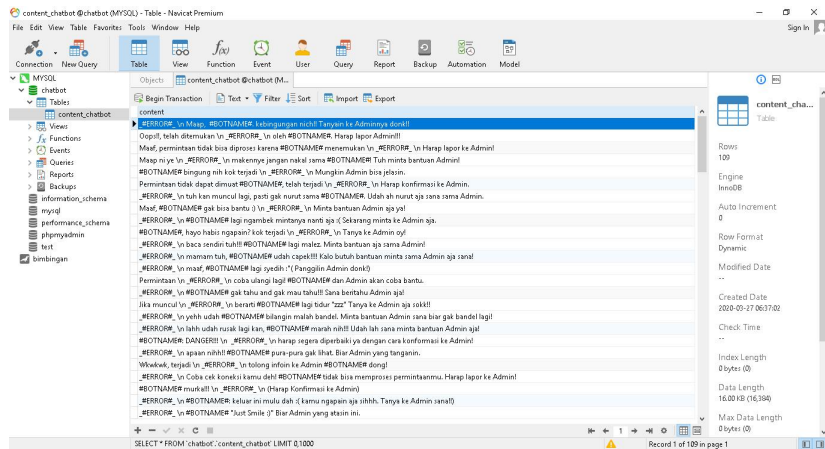 content_chatbot @chatbot (MYSQL) - Table - Navicat Premium
File Edit View Table Favorites Tools Window Help
Sign In
Connection New Query Table View Function Event User Query Report Backup Automation Model
MYSQL
chatbot
Tables
content_chatbot
Views
Functions
Events
Queries
Reports
Backups
information_schema
mysql
performance_schema
phpmyadmin
test
bimbingan
Objects content_chatbot @chatbot (M...
Begin Transaction Text Filter Sort Import Export
content
_#ERROR#_ \n Maap, #BOTNAME#. kebingungan nich!! Tanyain ke Adminnya donk!!
Oops!!, telah ditemukan \n _#ERROR#_ \n oleh #BOTNAME#. Harap lapor Admin!!!
Maaf, permintaan tidak bisa diproses karena #BOTNAME# menemukan \n _#ERROR#_ \n Harap lapor ke Admin!
Maap ni ye \n _#ERROR#_ \n makennye jangan nakal sama #BOTNAME#! Tuh minta bantuan Admin!
#BOTNAME# bingung nih kok terjadi \n _#ERROR#_ \n Mungkin Admin bisa jelasin.
Permintaan tidak dapat dimuat #BOTNAME#, telah terjadi \n _#ERROR#_ \n Harap konfirmasi ke Admin.
_#ERROR#_ \n tuh kan muncul lagi, pasti gak nurut sama #BOTNAME#. Udah ah nurut aja sana sama Admin.
Maaf, #BOTNAME# gak bisa bantu :) \n _#ERROR#_ \n Minta bantuan Admin aja ya!
_#ERROR#_ \n #BOTNAME# lagi ngambek mintanya nanti aja :( Sekarang minta ke Admin aja.
#BOTNAME#, hayo habis ngapain? kok terjadi \n _#ERROR#_ \n Tanya ke Admin oy!
_#ERROR#_ \n baca sendiri tuh!!! #BOTNAME# lagi malez. Minta bantuan aja sama Admin!
_#ERROR#_ \n mamam tuh, #BOTNAME# udah capek!!!! Kalo butuh bantuan minta sama Admin aja sana!
_#ERROR#_ \n maaf, #BOTNAME# lagi syedih :"( Panggilin Admin donk!)
Permintaan \n _#ERROR#_ \n coba ulangi lagi! #BOTNAME# dan Admin akan coba bantu.
_#ERROR#_ \n #BOTNAME# gak tahu and gak mau tahu!!! Sana beritahu Admin aja!
Jika muncul \n _#ERROR#_ \n berarti #BOTNAME# lagi tidur "zzz" Tanya ke Admin aja sokk!!
_#ERROR#_ \n yehh udah #BOTNAME# bilangin malah bandel. Minta bantuan Admin sana biar gak bandel lagi!
_#ERROR#_ \n lahh udah rusak lagi kan, #BOTNAME# marah nih!!! Udah lah sana minta bantuan Admin aja!
#BOTNAME#: DANGER!!! \n _#ERROR#_ \n harap segera diperbaiki ya dengan cara konformasi ke Admin!
_#ERROR#_ \n apaan nihh!! #BOTNAME# pura-pura gak lihat. Biar Admin yang tanganin.
Wkwkwk, terjadi \n _#ERROR#_ \n tolong infoin ke Admin #BOTNAME# dong!
_#ERROR#_ \n Coba cek koneksi kamu deh! #BOTNAME# tidak bisa memproses permintaanmu. Harap lapor ke Admin!
#BOTNAME# murka!!! \n _#ERROR#_ \n (Harap Konfirmasi ke Admin)
_#ERROR#_ \n #BOTNAME#: keluar ini mulu dah :( kamu ngapain aja sihhh. Tanya ke Admin sana!!)
_#ERROR#_ \n #BOTNAME# "Just Smile :)" Biar Admin yang atasin ini.
1
SELECT * FROM `chatbot`.`content_chatbot` LIMIT 0,1000
Record 1 of 109 in page 1
content_cha...
Table
Rows
109
Engine
InnoDB
Auto Increment
0
Row Format
Dynamic
Modified Date
--
Created Date
2020-03-27 06:37:02
Check Time
--
Index Length
0 bytes (0)
Data Length
16.00 KB (16,384)
Max Data Length
0 bytes (0)